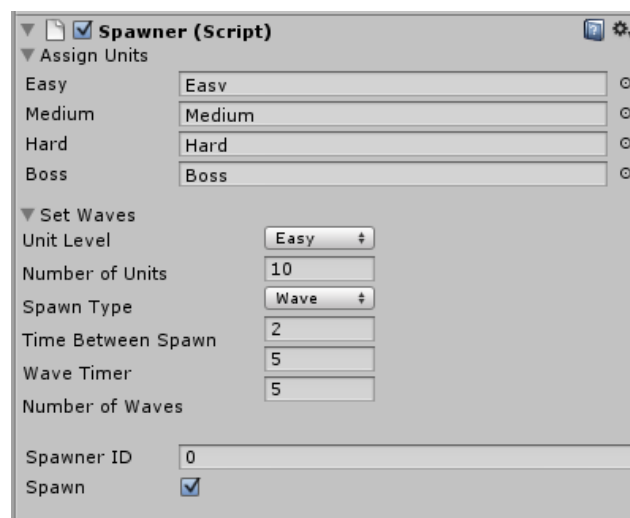 Spawner (Script)
Assign Units
Easy Easy
Medium Medium
Hard Hard
Boss Boss
Set Waves
Unit Level Easy
Number of Units 10
Spawn Type Wave
Time Between Spawn 2
Wave Timer 5
Number of Waves 5
Spawner ID 0
Spawn